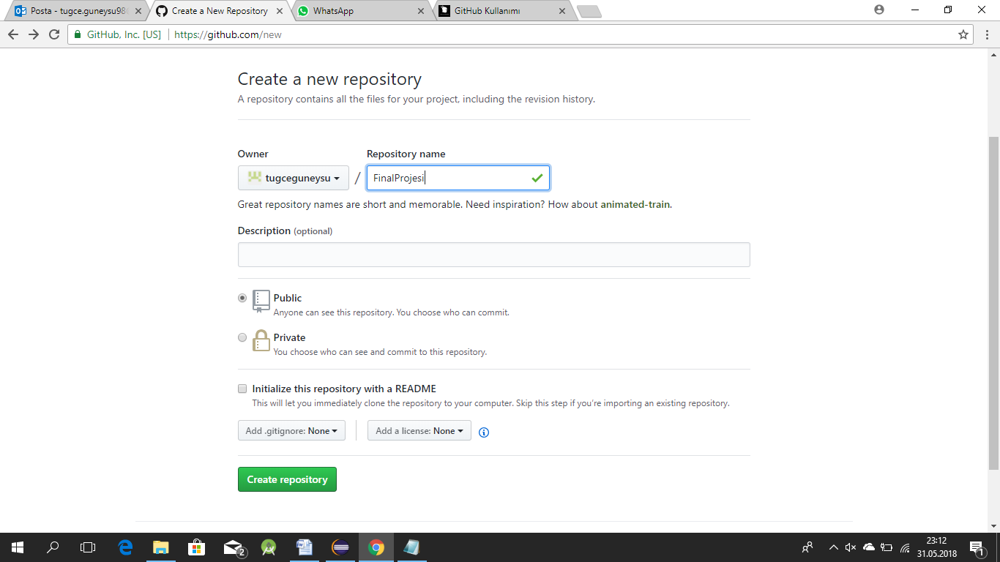 Posta - tugce.guneysu98
Create a New Repository
WhatsApp
GitHub Kullanımı
GitHub, Inc. [US]
https://github.com/new
Create a new repository
A repository contains all the files for your project, including the revision history.
Owner
Repository name
tugceguneysu
/
FinalProjesi
Great repository names are short and memorable. Need inspiration? How about animated-train.
Description (optional)
Public
Anyone can see this repository. You choose who can commit.
Private
You choose who can see and commit to this repository.
Initialize this repository with a README
This will let you immediately clone the repository to your computer. Skip this step if you're importing an existing repository.
Add .gitignore: None
Add a license: None
Create repository
2
23:12
31.05.2018
1